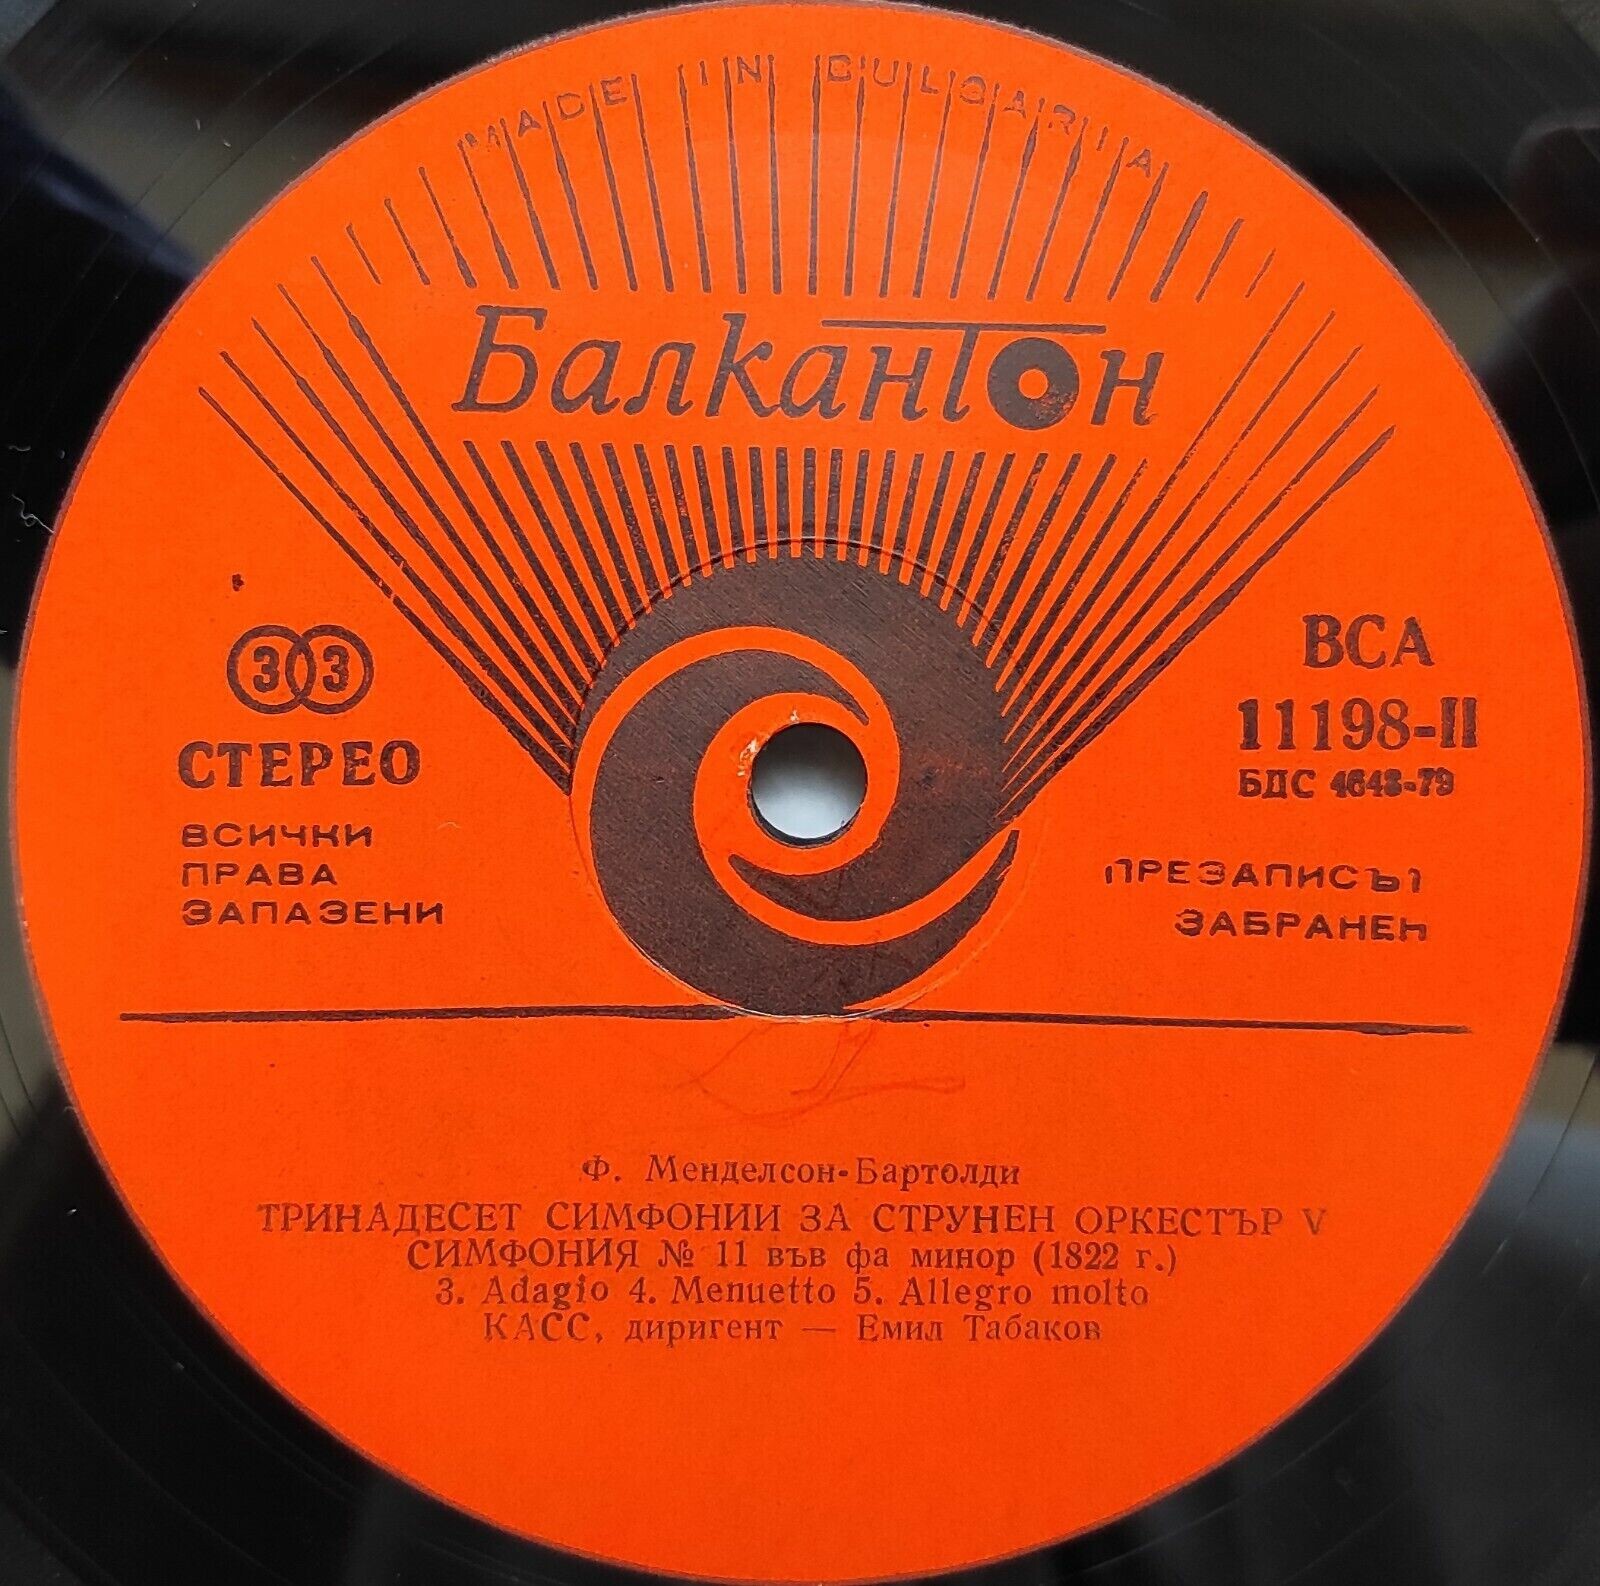 MADE IN BULGARIA
Балкантон
33
СТЕРЕО
ВСИЧКИ
ПРАВА
ЗАПАЗЕНИ
ВСА
11198-II
БДС 4643-79
ПРЕЗАПИСЪТ
ЗАБРАНЕН
Ф. Менделсон-Бартолди
ТРИНАДЕСЕТ СИМФОНИИ ЗА СТРУНЕН ОРКЕСТЪР V
СИМФОНИЯ № 11 във фа минор (1822 г.)
3. Adagio 4. Menuetto 5. Allegro molto
КАСС, диригент — Емил Табаков